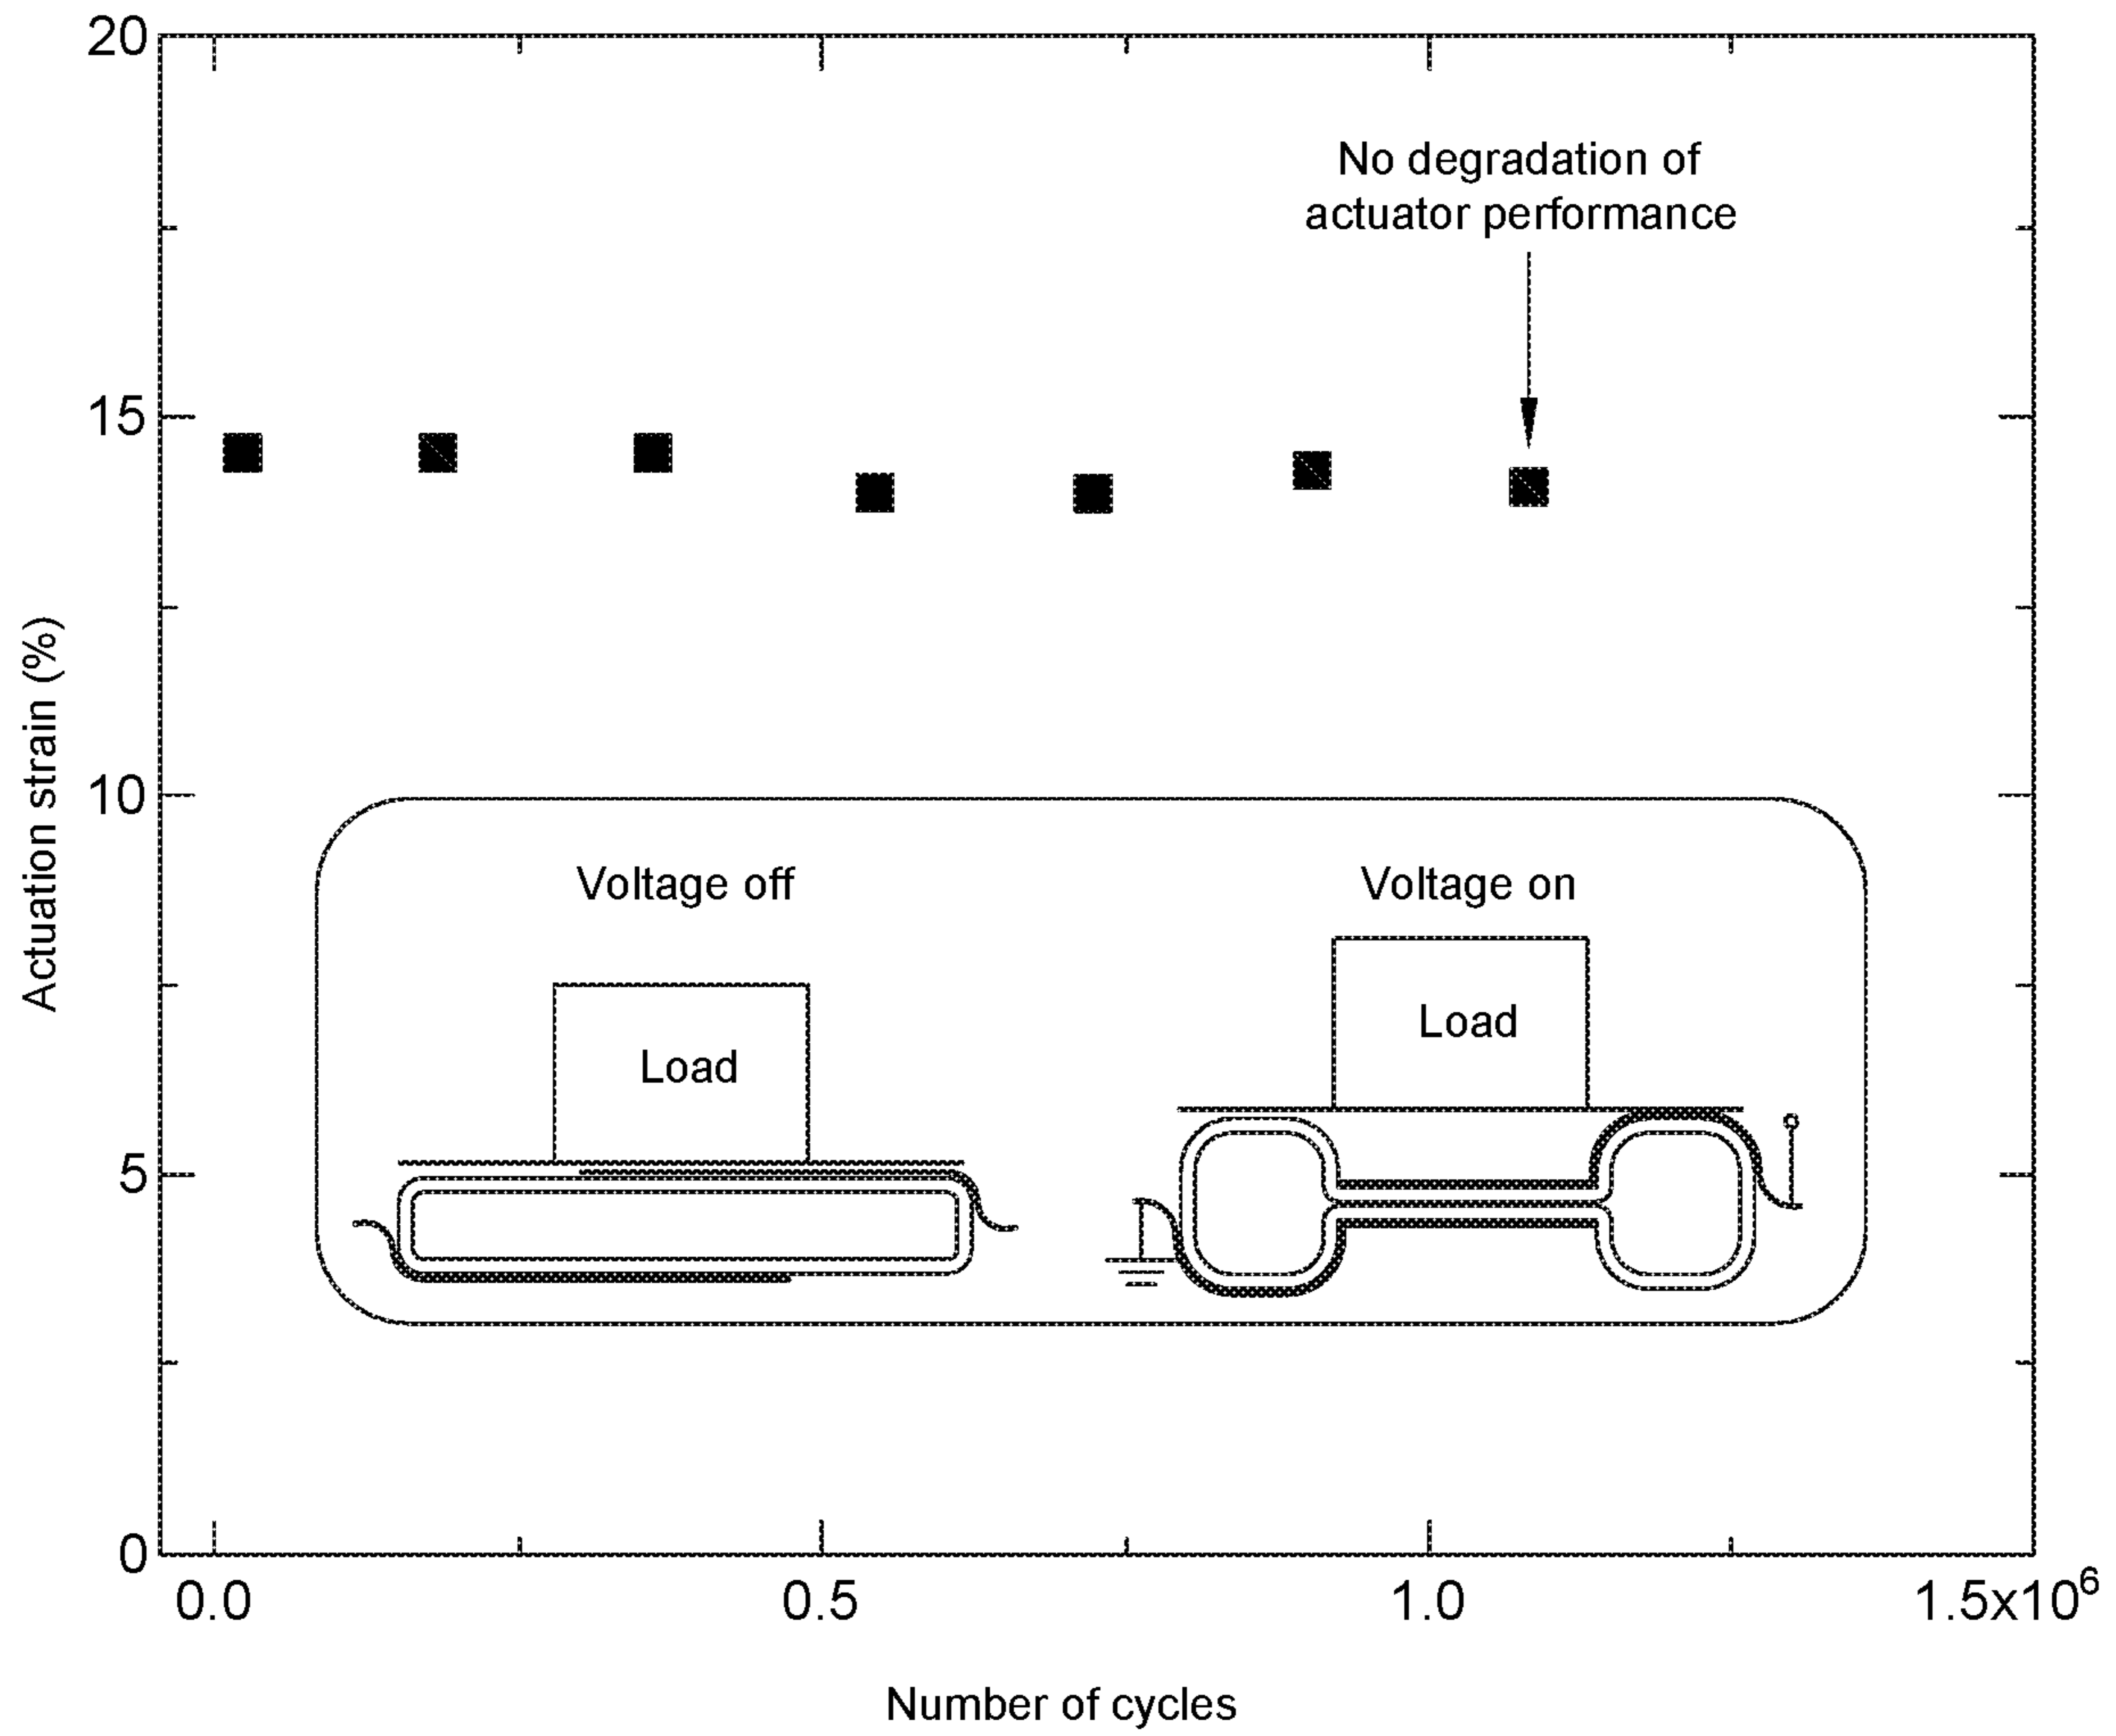 20
No degradation of
actuator performance
15
10
Voltage off
Voltage on
Load
Load
5
0
0.0
0.5
1.0
1.5x10⁶
Actuation strain (%)
Number of cycles